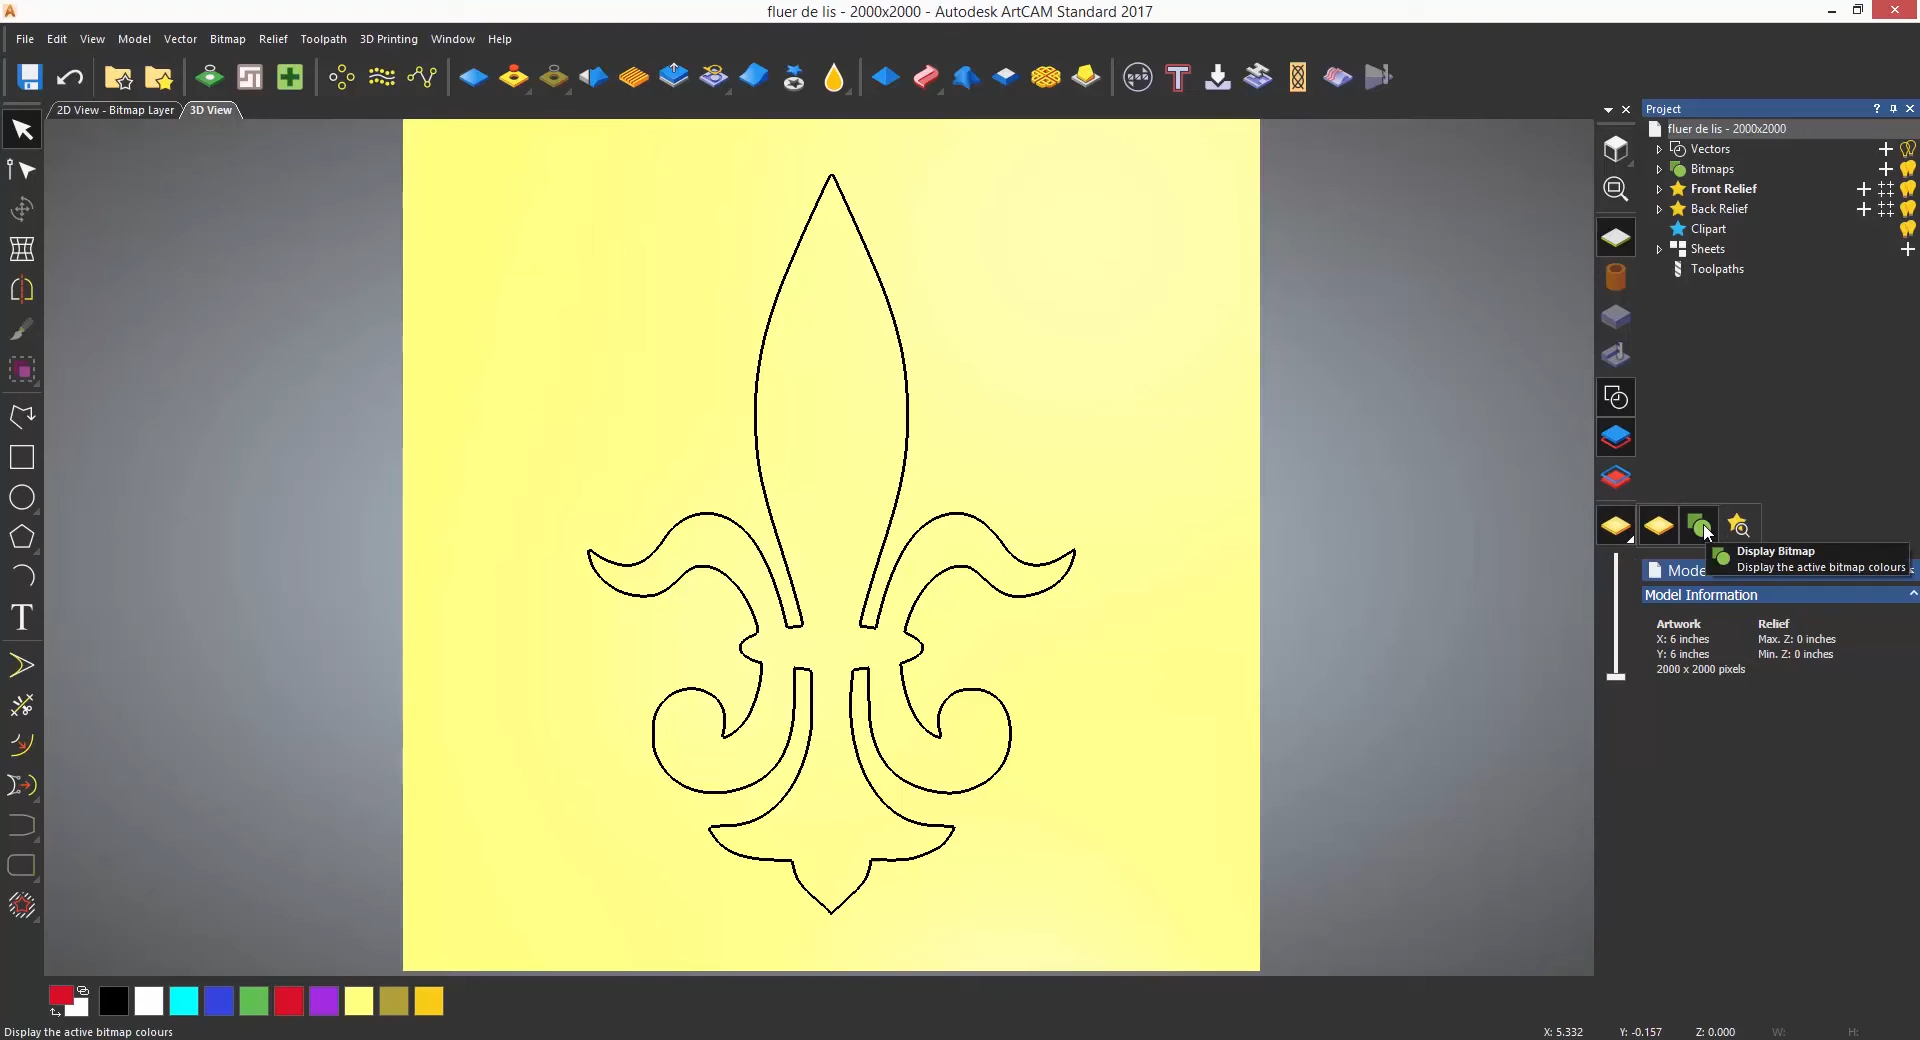 fluer de lis - 2000x2000 - Autodesk ArtCAM Standard 2017
File Edit View Model Vector Bitmap Relief Toolpath 3D Printing Window Help
2D View - Bitmap Layer 3D View
Project
fluer de lis - 2000x2000
Vectors
Bitmaps
Front Relief
Back Relief
Clipart
Sheets
Toolpaths
Display Bitmap
Display the active bitmap colours
Model Information
Artwork Relief
X: 6 inches Max. Z: 0 inches
Y: 6 inches Min. Z: 0 inches
2000 x 2000 pixels
Display the active bitmap colours X: 5.332 Y: -0.157 Z: 0.000 W: H: